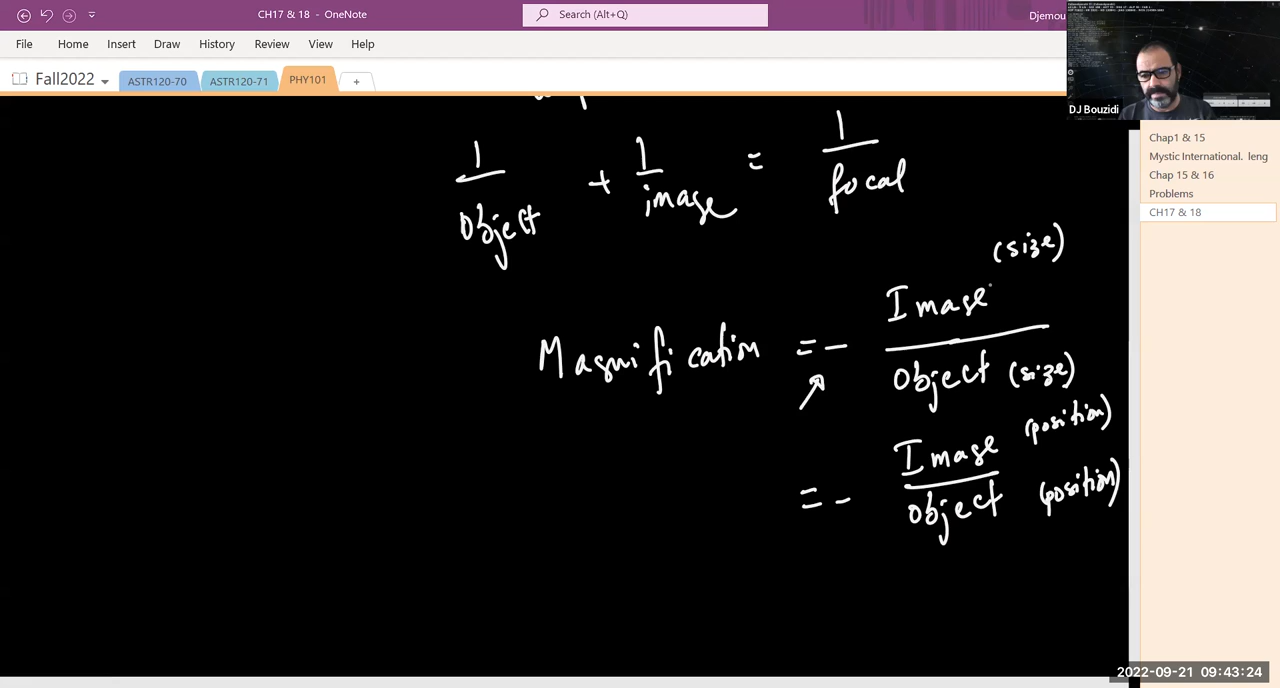 CH17 & 18 - OneNote
Search (Alt+Q)
Djemou
File Home Insert Draw History Review View Help
Fall2022
ASTR120-70
ASTR120-71
PHY101
+
DJ Bouzidi
Chap1 & 15
Mystic International. leng
Chap 15 & 16
Problems
CH17 & 18
1/object + 1/image = 1/focal
Magnification = - Image (size) / object (size)
= - Image (position) / object (position)
2022-09-21 09:43:24